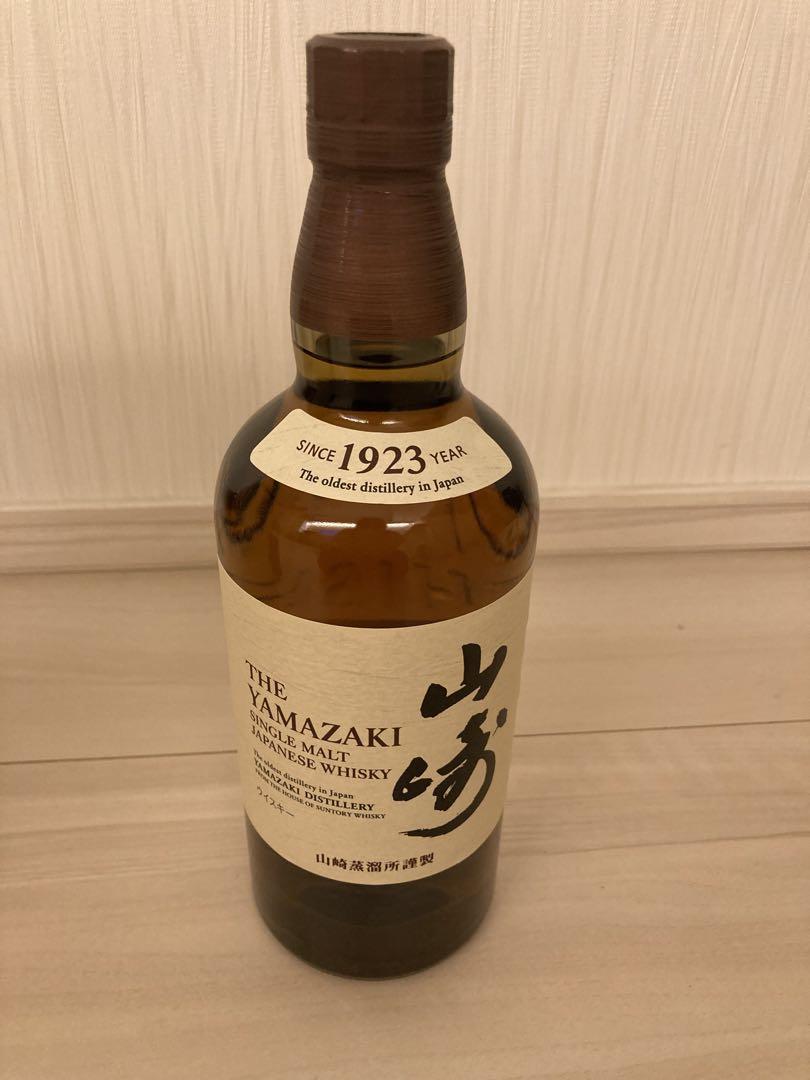 SINCE 1923 YEAR
The oldest distillery in Japan
THE
YAMAZAKI
SINGLE MALT
JAPANESE WHISKY
The oldest distillery in Japan
YAMAZAKI DISTILLERY
FROM THE HOUSE OF SUNTORY WHISKY
ウイスキー
山崎
山崎蒸溜所謹製